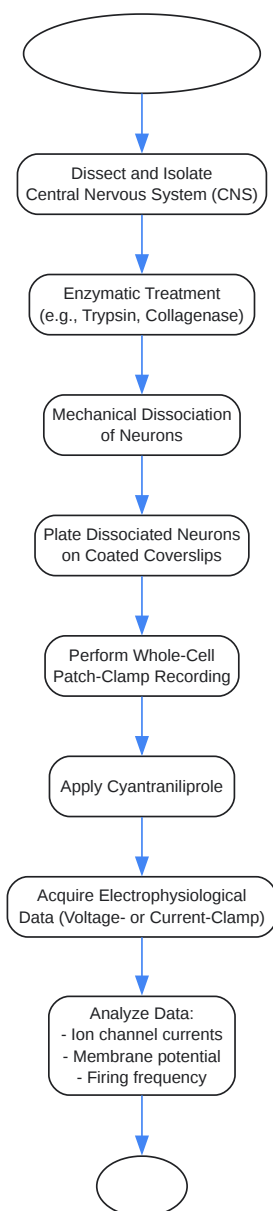 Dissect and Isolate
Central Nervous System (CNS)
Enzymatic Treatment
(e.g., Trypsin, Collagenase)
Mechanical Dissociation
of Neurons
Plate Dissociated Neurons
on Coated Coverslips
Perform Whole-Cell
Patch-Clamp Recording
Apply Cyantraniliprole
Acquire Electrophysiological
Data (Voltage- or Current-Clamp)
Analyze Data:
- Ion channel currents
- Membrane potential
- Firing frequency